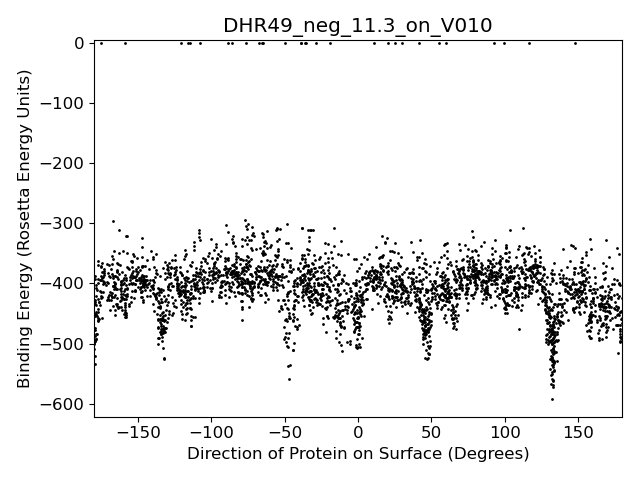 DHR49_neg_11.3_on_V010
Binding Energy (Rosetta Energy Units)
0
−100
−200
−300
−400
−500
−600
−150 −100 −50 0 50 100 150
Direction of Protein on Surface (Degrees)